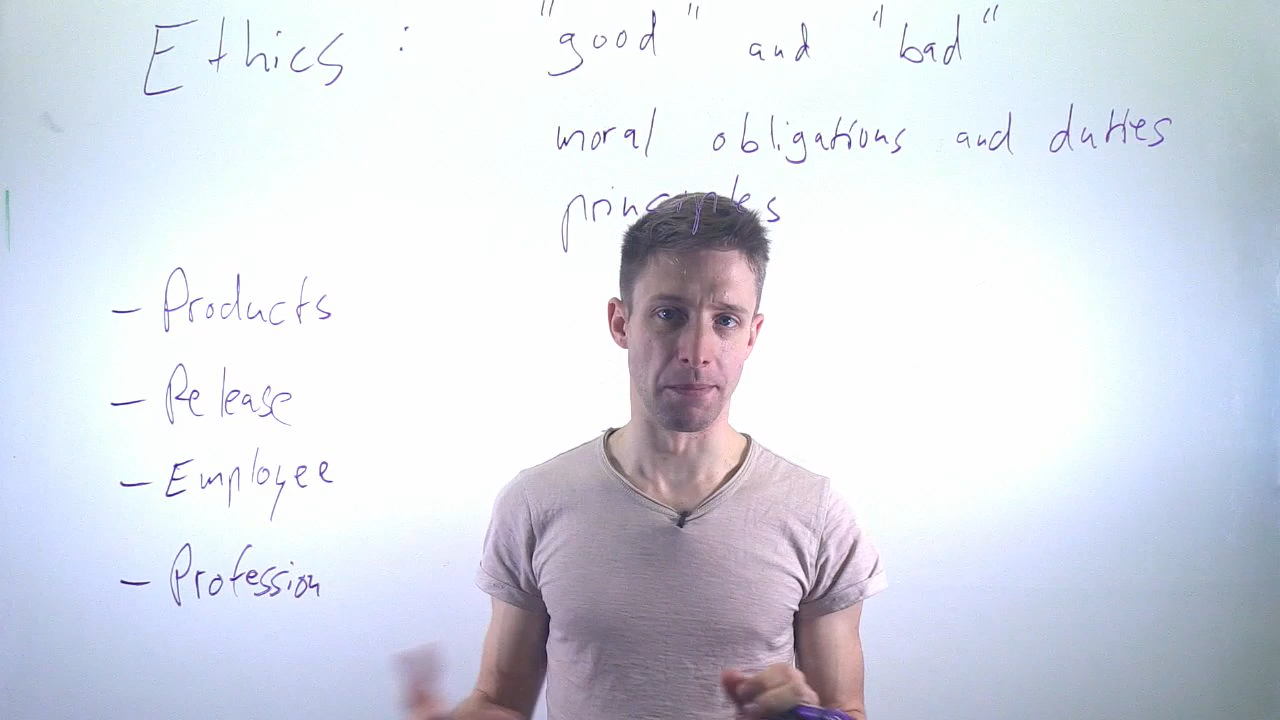 Ethics : "good" and "bad"
moral obligations and duties
principles
- Products
- Release
- Employee
- Profession